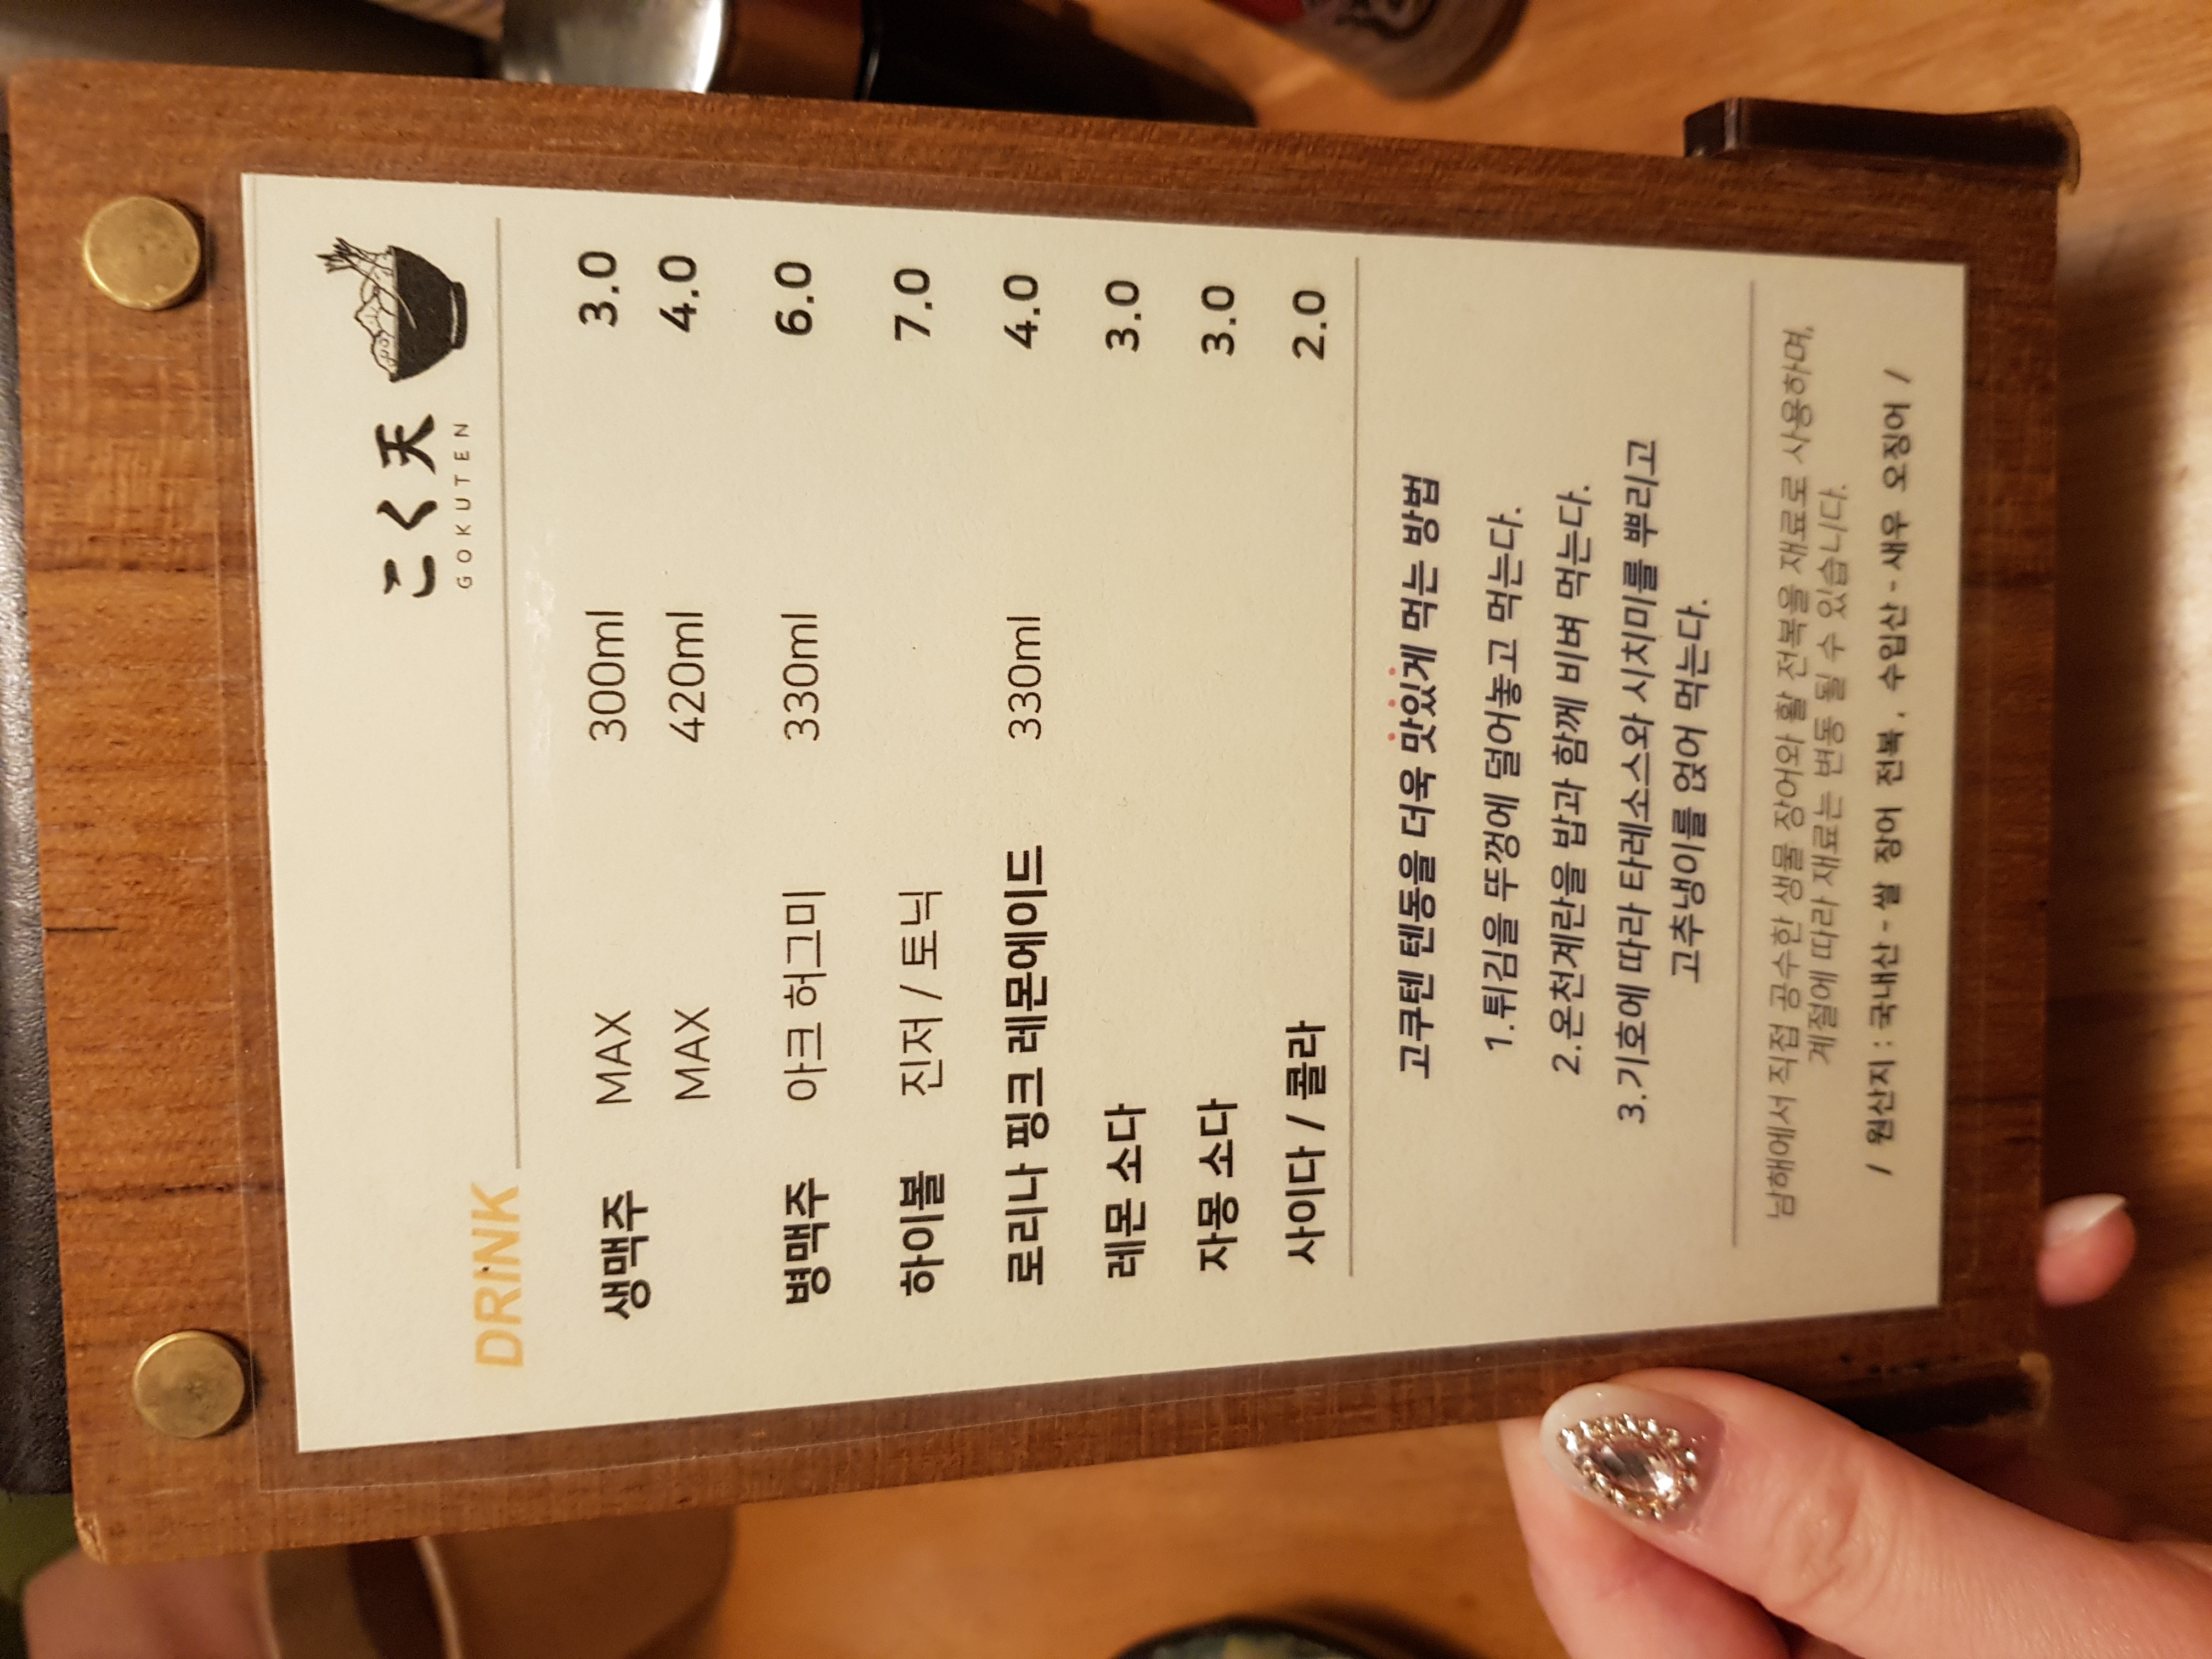 こく天
GOKUTEN
DRINK
생맥주 MAX 300ml 3.0
MAX 420ml 4.0
병맥주 아크 허그미 330ml 6.0
하이볼 진저 / 토닉 7.0
로리나 핑크 레몬에이드 330ml 4.0
레몬 소다 3.0
자몽 소다 3.0
사이다 / 콜라 2.0
고쿠텐 텐동을 더욱 맛있게 먹는 방법
1.튀김을 뚜껑에 덜어놓고 먹는다.
2.온천계란을 밥과 함께 비벼 먹는다.
3.기호에 따라 타레소스와 시치미를 뿌리고
고추냉이를 얹어 먹는다.
남해에서 직접 공수한 생물 장어와 활 전복을 재료로 사용하며,
계절에 따라 재료는 변동 될 수 있습니다.
/ 원산지 : 국내산 - 쌀 장어 전복 , 수입산 - 새우 오징어 /